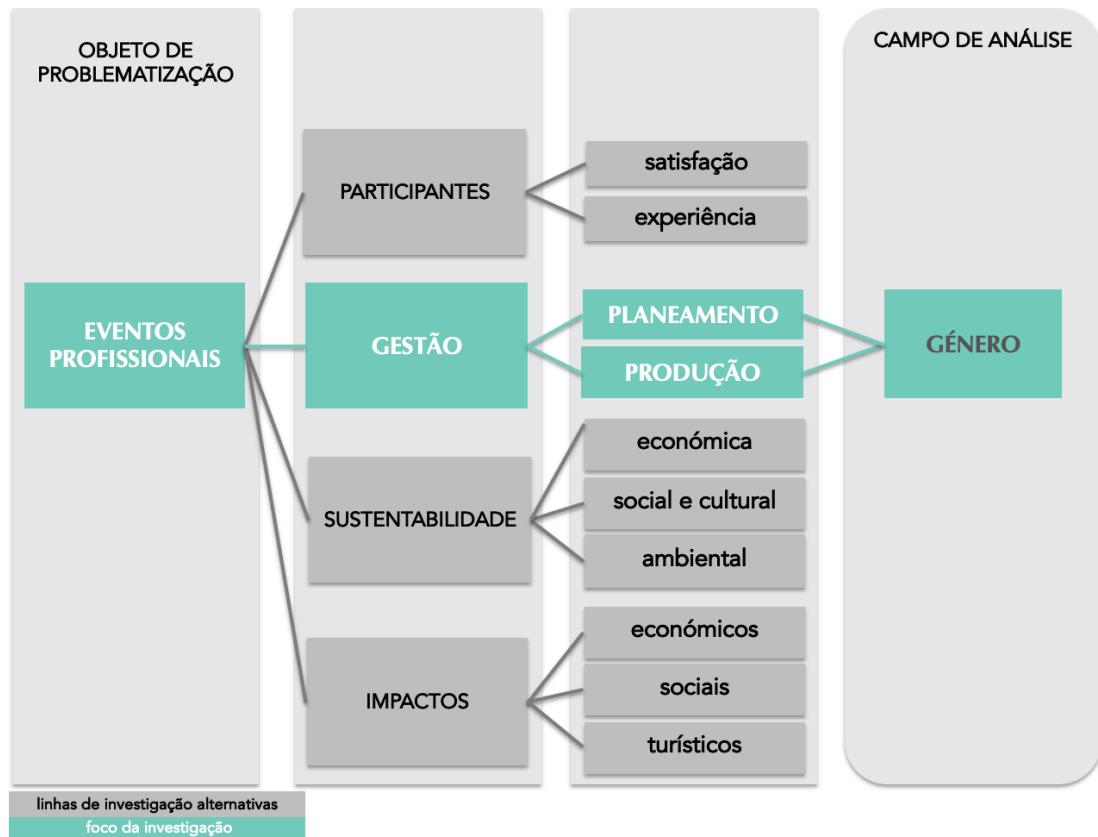 OBJETO DE
PROBLEMATIZAÇÃO
CAMPO DE ANÁLISE
PARTICIPANTES
satisfação
experiência
EVENTOS
PROFISSIONAIS
GESTÃO
PLANEAMENTO
PRODUÇÃO
GÉNERO
SUSTENTABILIDADE
económica
social e cultural
ambiental
IMPACTOS
económicos
sociais
turísticos
linhas de investigação alternativas
foco da investigação